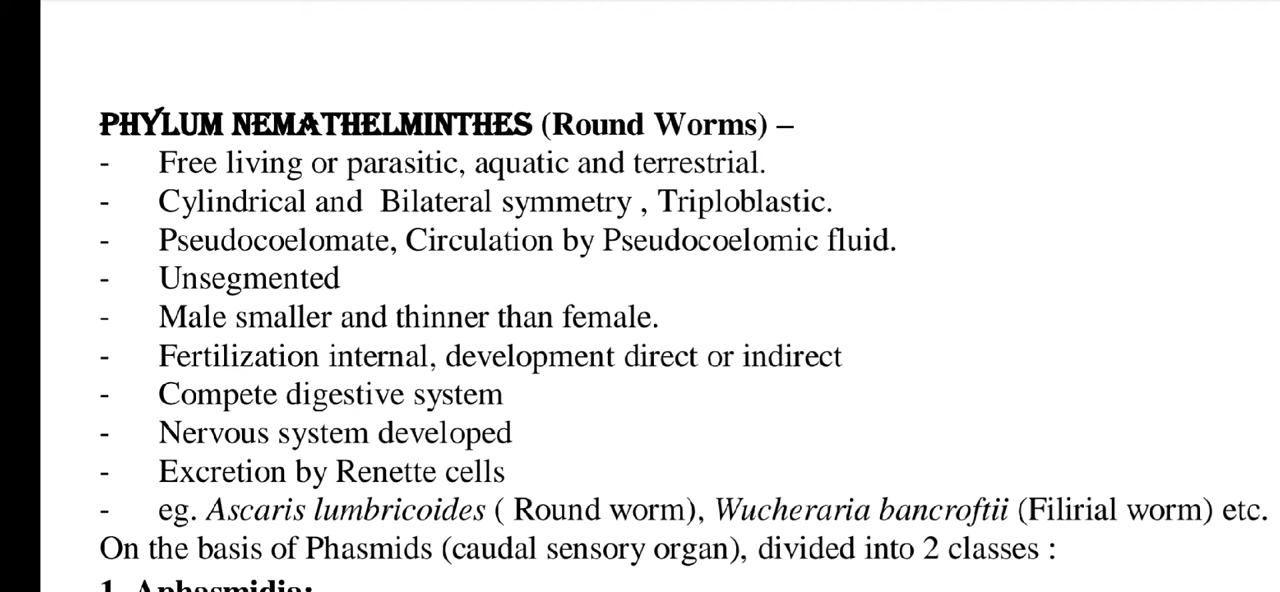 PHYLUM NEMATHELMINTHES (Round Worms) –
- Free living or parasitic, aquatic and terrestrial.
- Cylindrical and Bilateral symmetry , Triploblastic.
- Pseudocoelomate, Circulation by Pseudocoelomic fluid.
- Unsegmented
- Male smaller and thinner than female.
- Fertilization internal, development direct or indirect
- Compete digestive system
- Nervous system developed
- Excretion by Renette cells
- eg. Ascaris lumbricoides ( Round worm), Wucheraria bancroftii (Filirial worm) etc.
On the basis of Phasmids (caudal sensory organ), divided into 2 classes :
1. Aphasmidia: